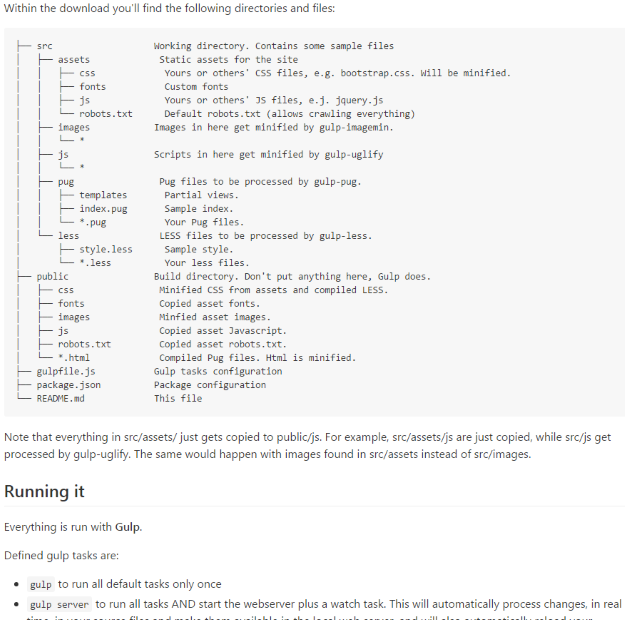 Within the download you'll find the following directories and files:
├── src                    Working directory. Contains some sample files
│   ├── assets              Static assets for the site
│   │   ├── css              Yours or others' CSS files, e.g. bootstrap.css. Will be minified.
│   │   ├── fonts            Custom fonts
│   │   ├── js               Yours or others' JS files, e.j. jquery.js
│   │   └── robots.txt       Default robots.txt (allows crawling everything)
│   ├── images             Images in here get minified by gulp-imagemin.
│   │   └── *
│   ├── js                 Scripts in here get minified by gulp-uglify
│   │   └── *
│   ├── pug                 Pug files to be processed by gulp-pug.
│   │   ├── templates        Partial views.
│   │   ├── index.pug        Sample index.
│   │   └── *.pug            Your Pug files.
│   └── less                LESS files to be processed by gulp-less.
│       ├── style.less       Sample style.
│       └── *.less           Your less files.
├── public                 Build directory. Don't put anything here, Gulp does.
│   ├── css                 Minified CSS from assets and compiled LESS.
│   ├── fonts               Copied asset fonts.
│   ├── images              Minfied asset images.
│   ├── js                  Copied asset Javascript.
│   ├── robots.txt          Copied asset robots.txt.
│   └── *.html              Compiled Pug files. Html is minified.
├── gulpfile.js            Gulp tasks configuration
├── package.json           Package configuration
└── README.md              This file
Note that everything in src/assets/ just gets copied to public/js. For example, src/assets/js are just copied, while src/js get
processed by gulp-uglify. The same would happen with images found in src/assets instead of src/images.
Running it
Everything is run with Gulp.
Defined gulp tasks are:
• gulp to run all default tasks only once
• gulp server to run all tasks AND start the webserver plus a watch task. This will automatically process changes, in real